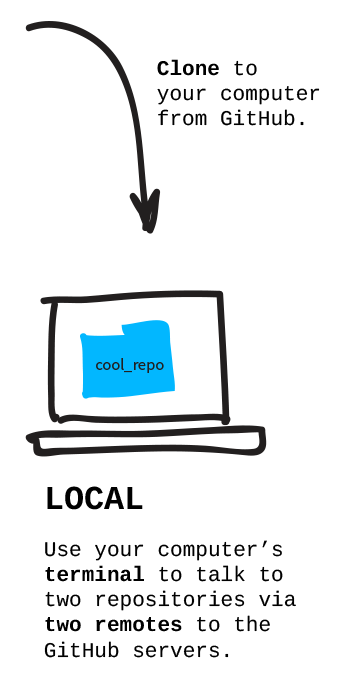 Clone to
your computer
from GitHub.
cool_repo
LOCAL
Use your computer’s
terminal to talk to
two repositories via
two remotes to the
GitHub servers.